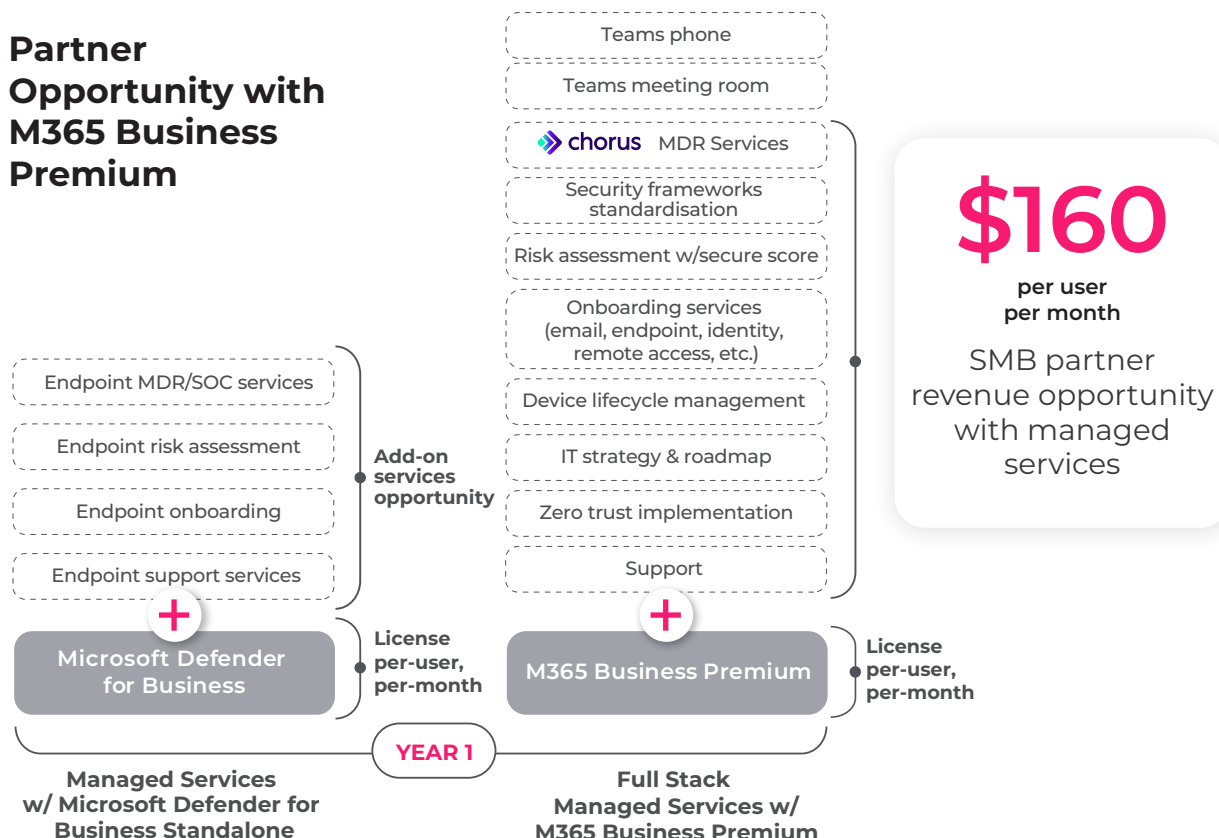 Partner
Opportunity with
M365 Business
Premium
Teams phone
Teams meeting room
chorus MDR Services
Security frameworks
standardisation
Risk assessment w/secure score
Onboarding services
(email, endpoint, identity,
remote access, etc.)
Device lifecycle management
IT strategy & roadmap
Zero trust implementation
Support
+
M365 Business Premium
License
per-user,
per-month
$160
per user
per month
SMB partner
revenue opportunity
with managed
services
Endpoint MDR/SOC services
Endpoint risk assessment
Endpoint onboarding
Endpoint support services
Add-on
services
opportunity
+
Microsoft Defender
for Business
License
per-user,
per-month
YEAR 1
Managed Services
w/ Microsoft Defender for
Business Standalone
Full Stack
Managed Services w/
M365 Business Premium